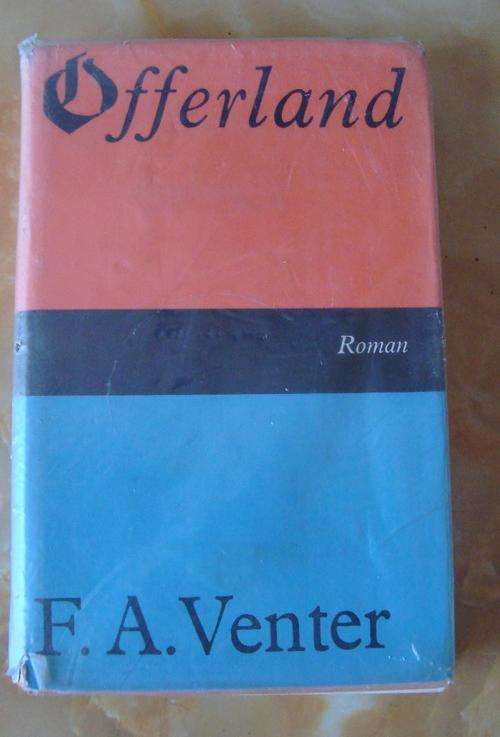 Offerland
Roman
F. A. Venter